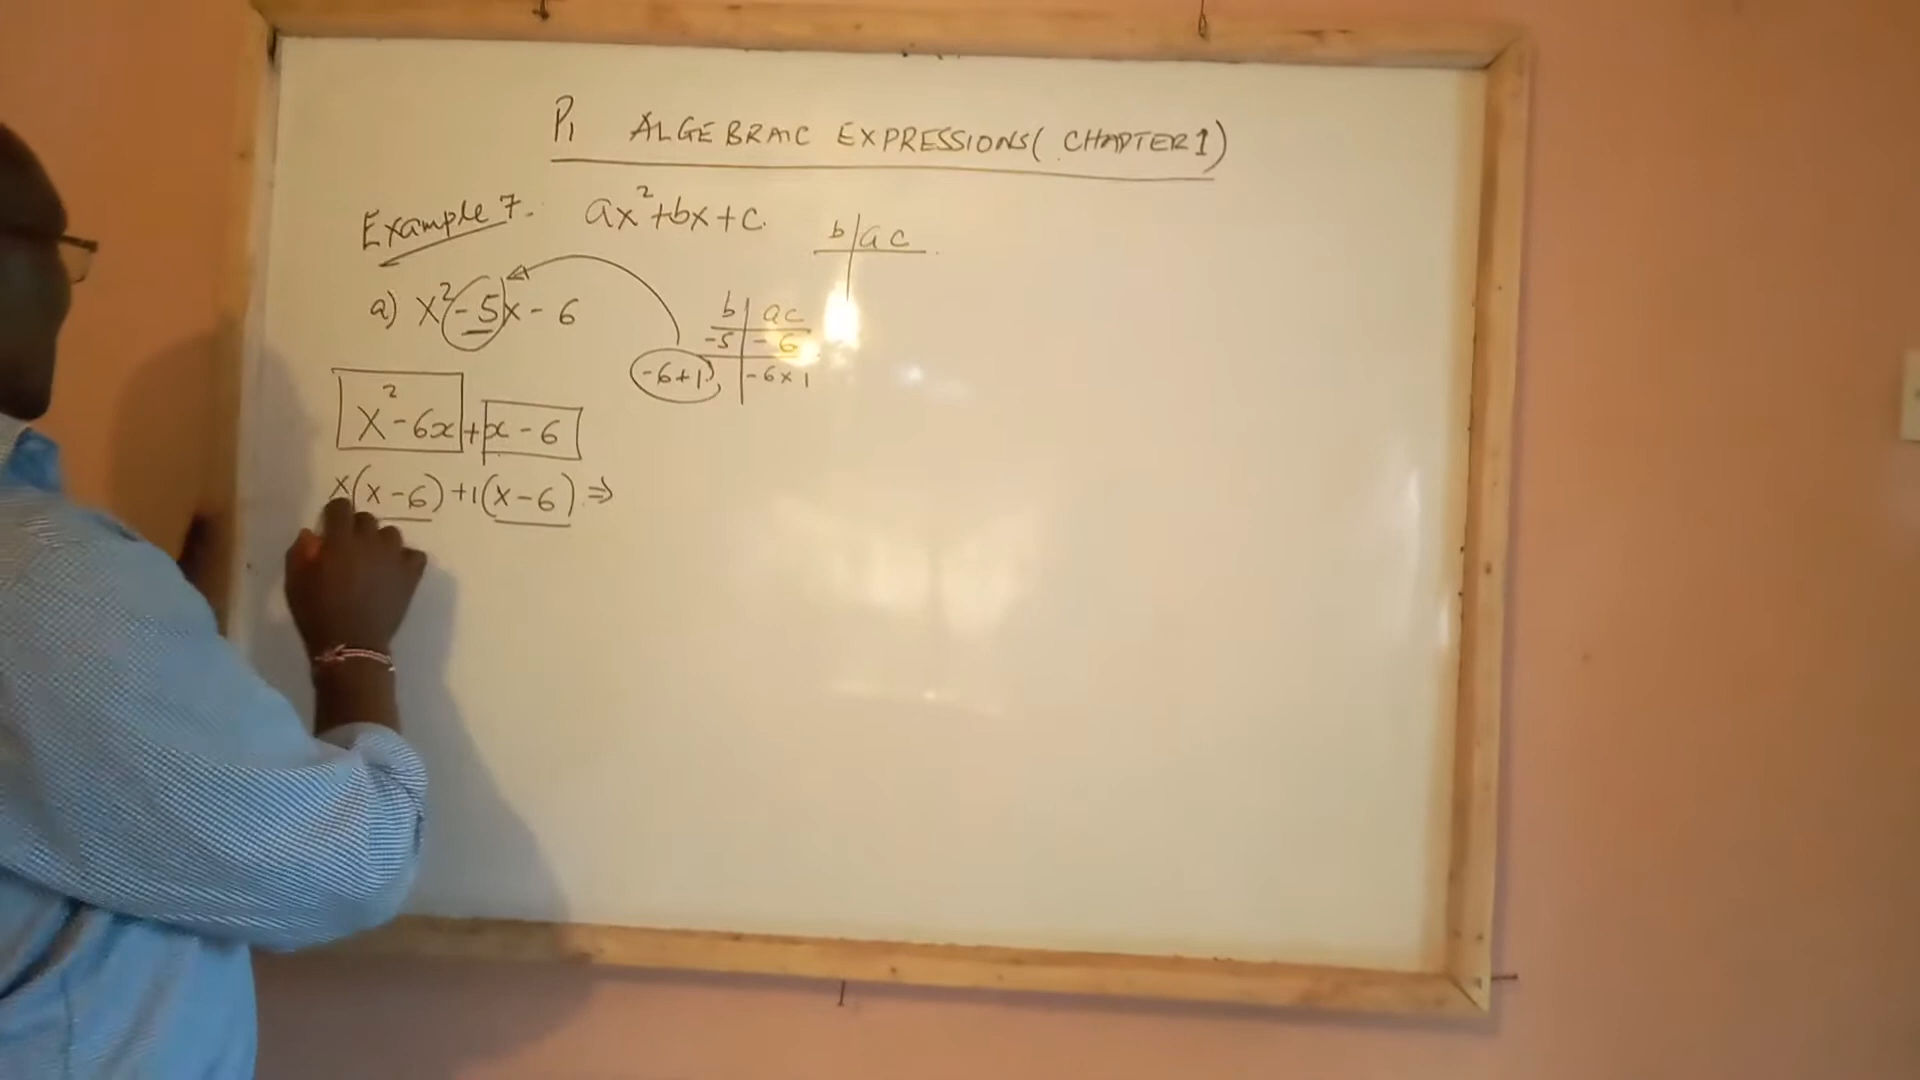 P1 ALGEBRAIC EXPRESSIONS (CHAPTER 1)
Example 7. ax²+bx+c.
b | ac
a) x²-5x-6
b | ac
-5 | -6
-6+1 | -6×1
x²-6x+x-6
x(x-6)+1(x-6) ⇒